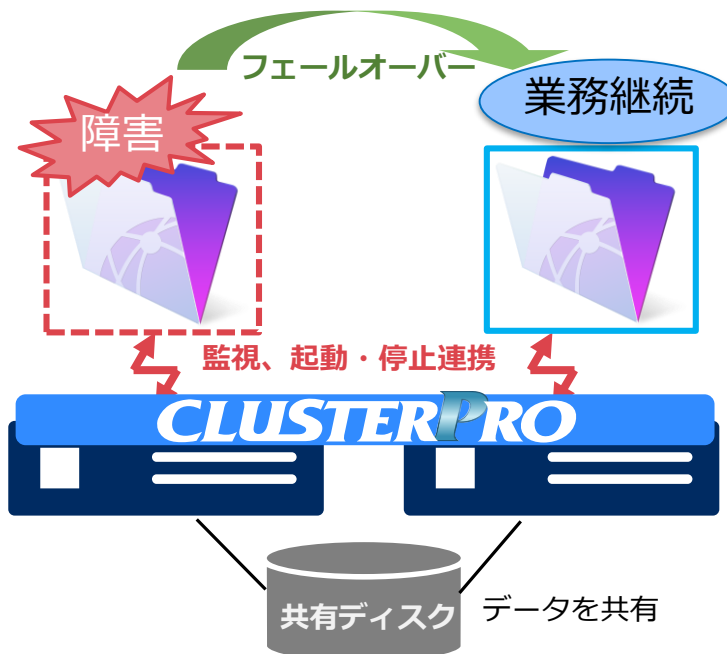 フェールオーバー
障害
業務継続
監視、起動・停止連携
CLUSTERPRO
共有ディスク
データを共有